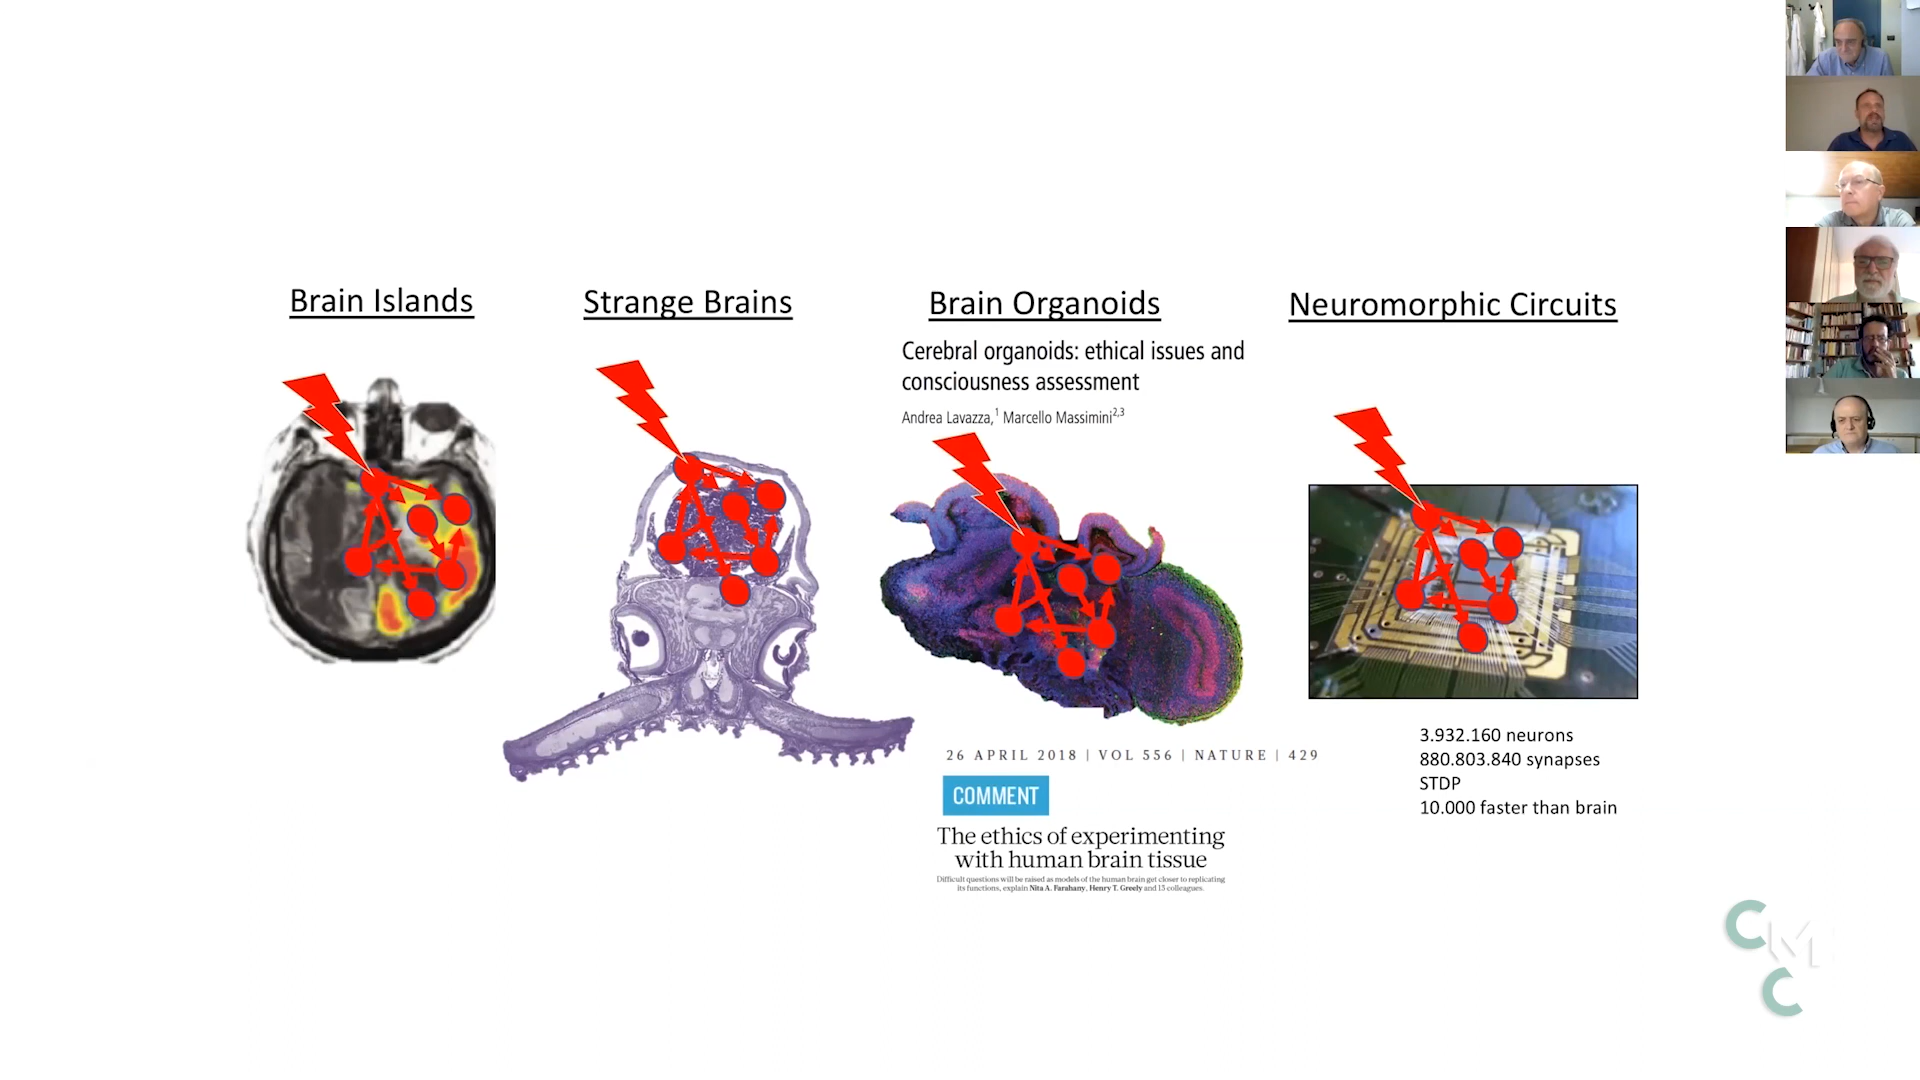 Brain Islands
Strange Brains
Brain Organoids
Neuromorphic Circuits
Cerebral organoids: ethical issues and
consciousness assessment
Andrea Lavazza,1 Marcello Massimini2,3
26 APRIL 2018 | VOL 556 | NATURE | 429
COMMENT
The ethics of experimenting
with human brain tissue
Difficult questions will be raised as models of the human brain get closer to replicating
its functions, explain Nita A. Farahany, Henry T. Greely and 15 colleagues.
3.932.160 neurons
880.803.840 synapses
STDP
10.000 faster than brain
C
M
C